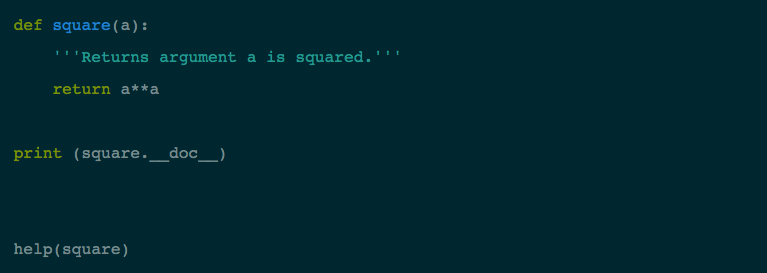 def square(a):
    '''Returns argument a is squared.'''
    return a**a
print (square.__doc__)
help(square)